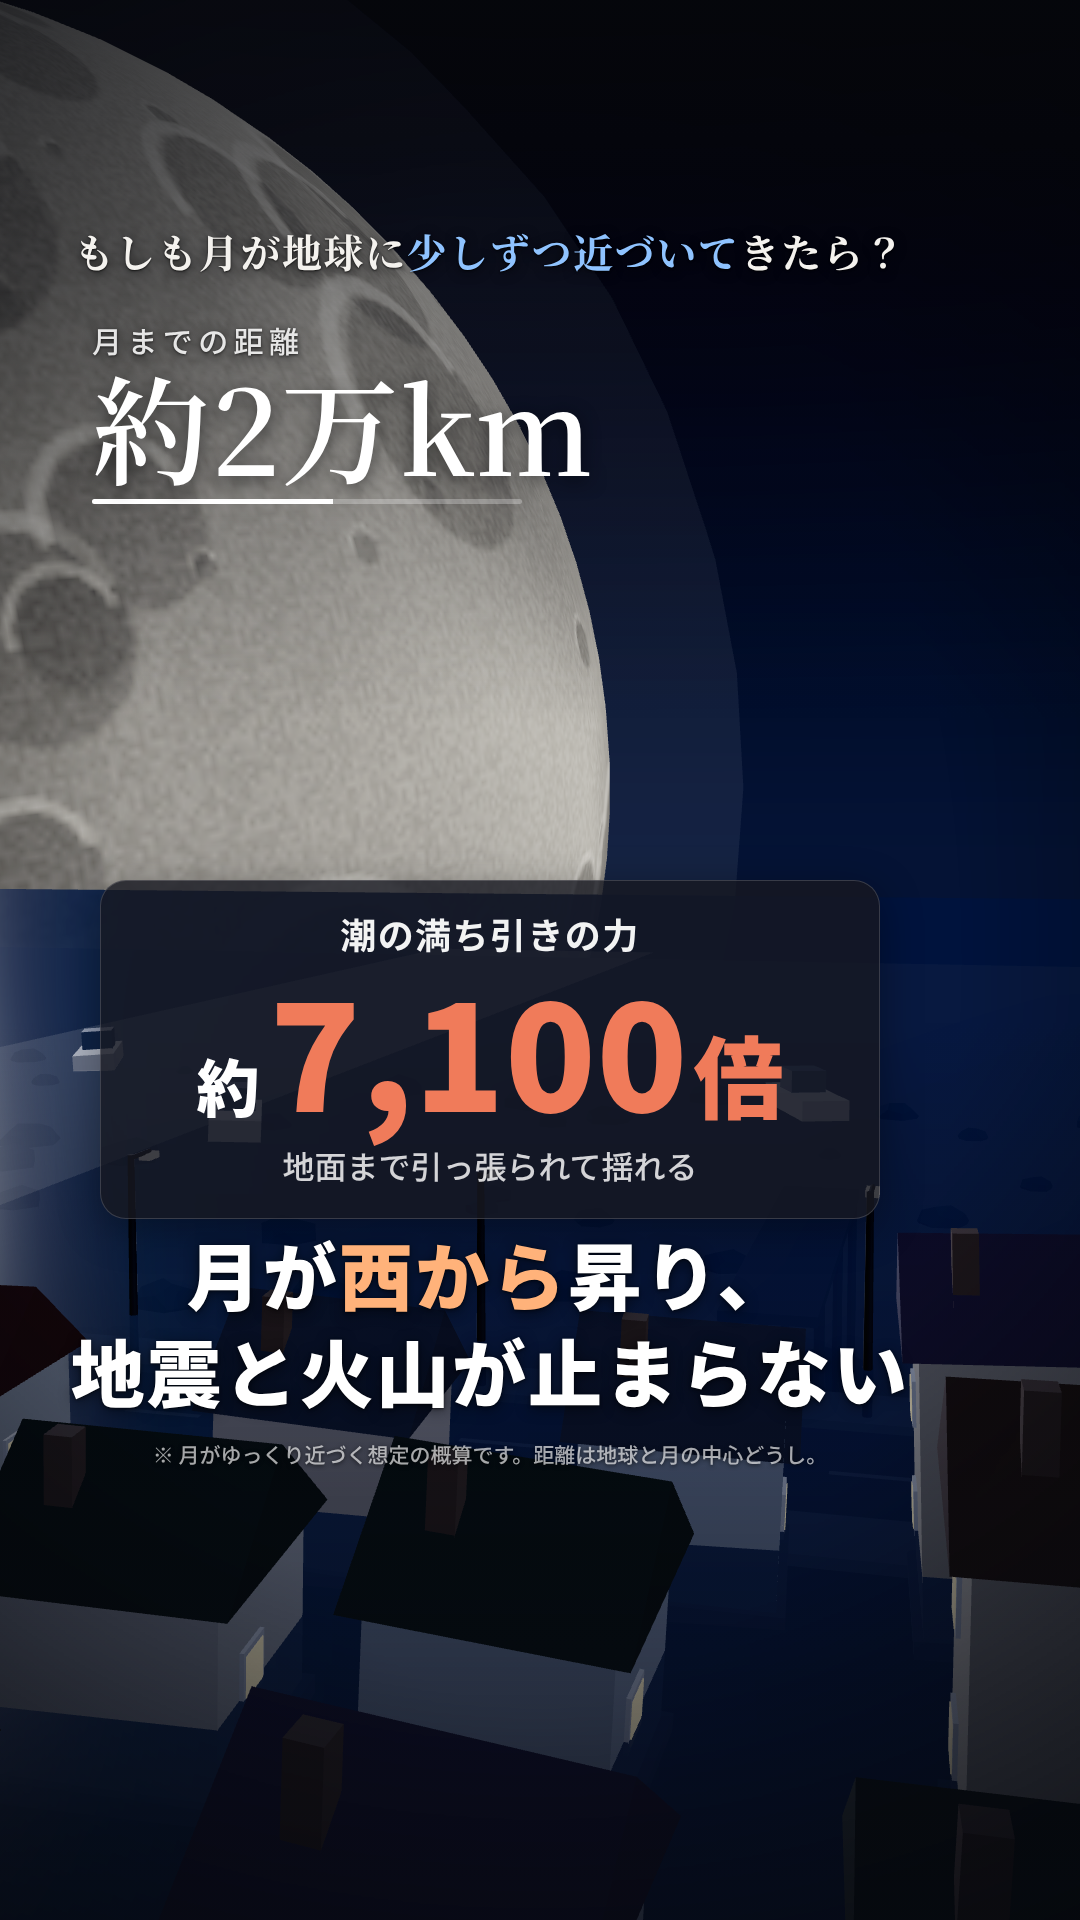 もしも月が地球に少しずつ近づいてきたら？
月までの距離
約2万km
潮の満ち引きの力
約7,100倍
地面まで引っ張られて揺れる
月が西から昇り、
地震と火山が止まらない
※ 月がゆっくり近づく想定の概算です。距離は地球と月の中心どうし。